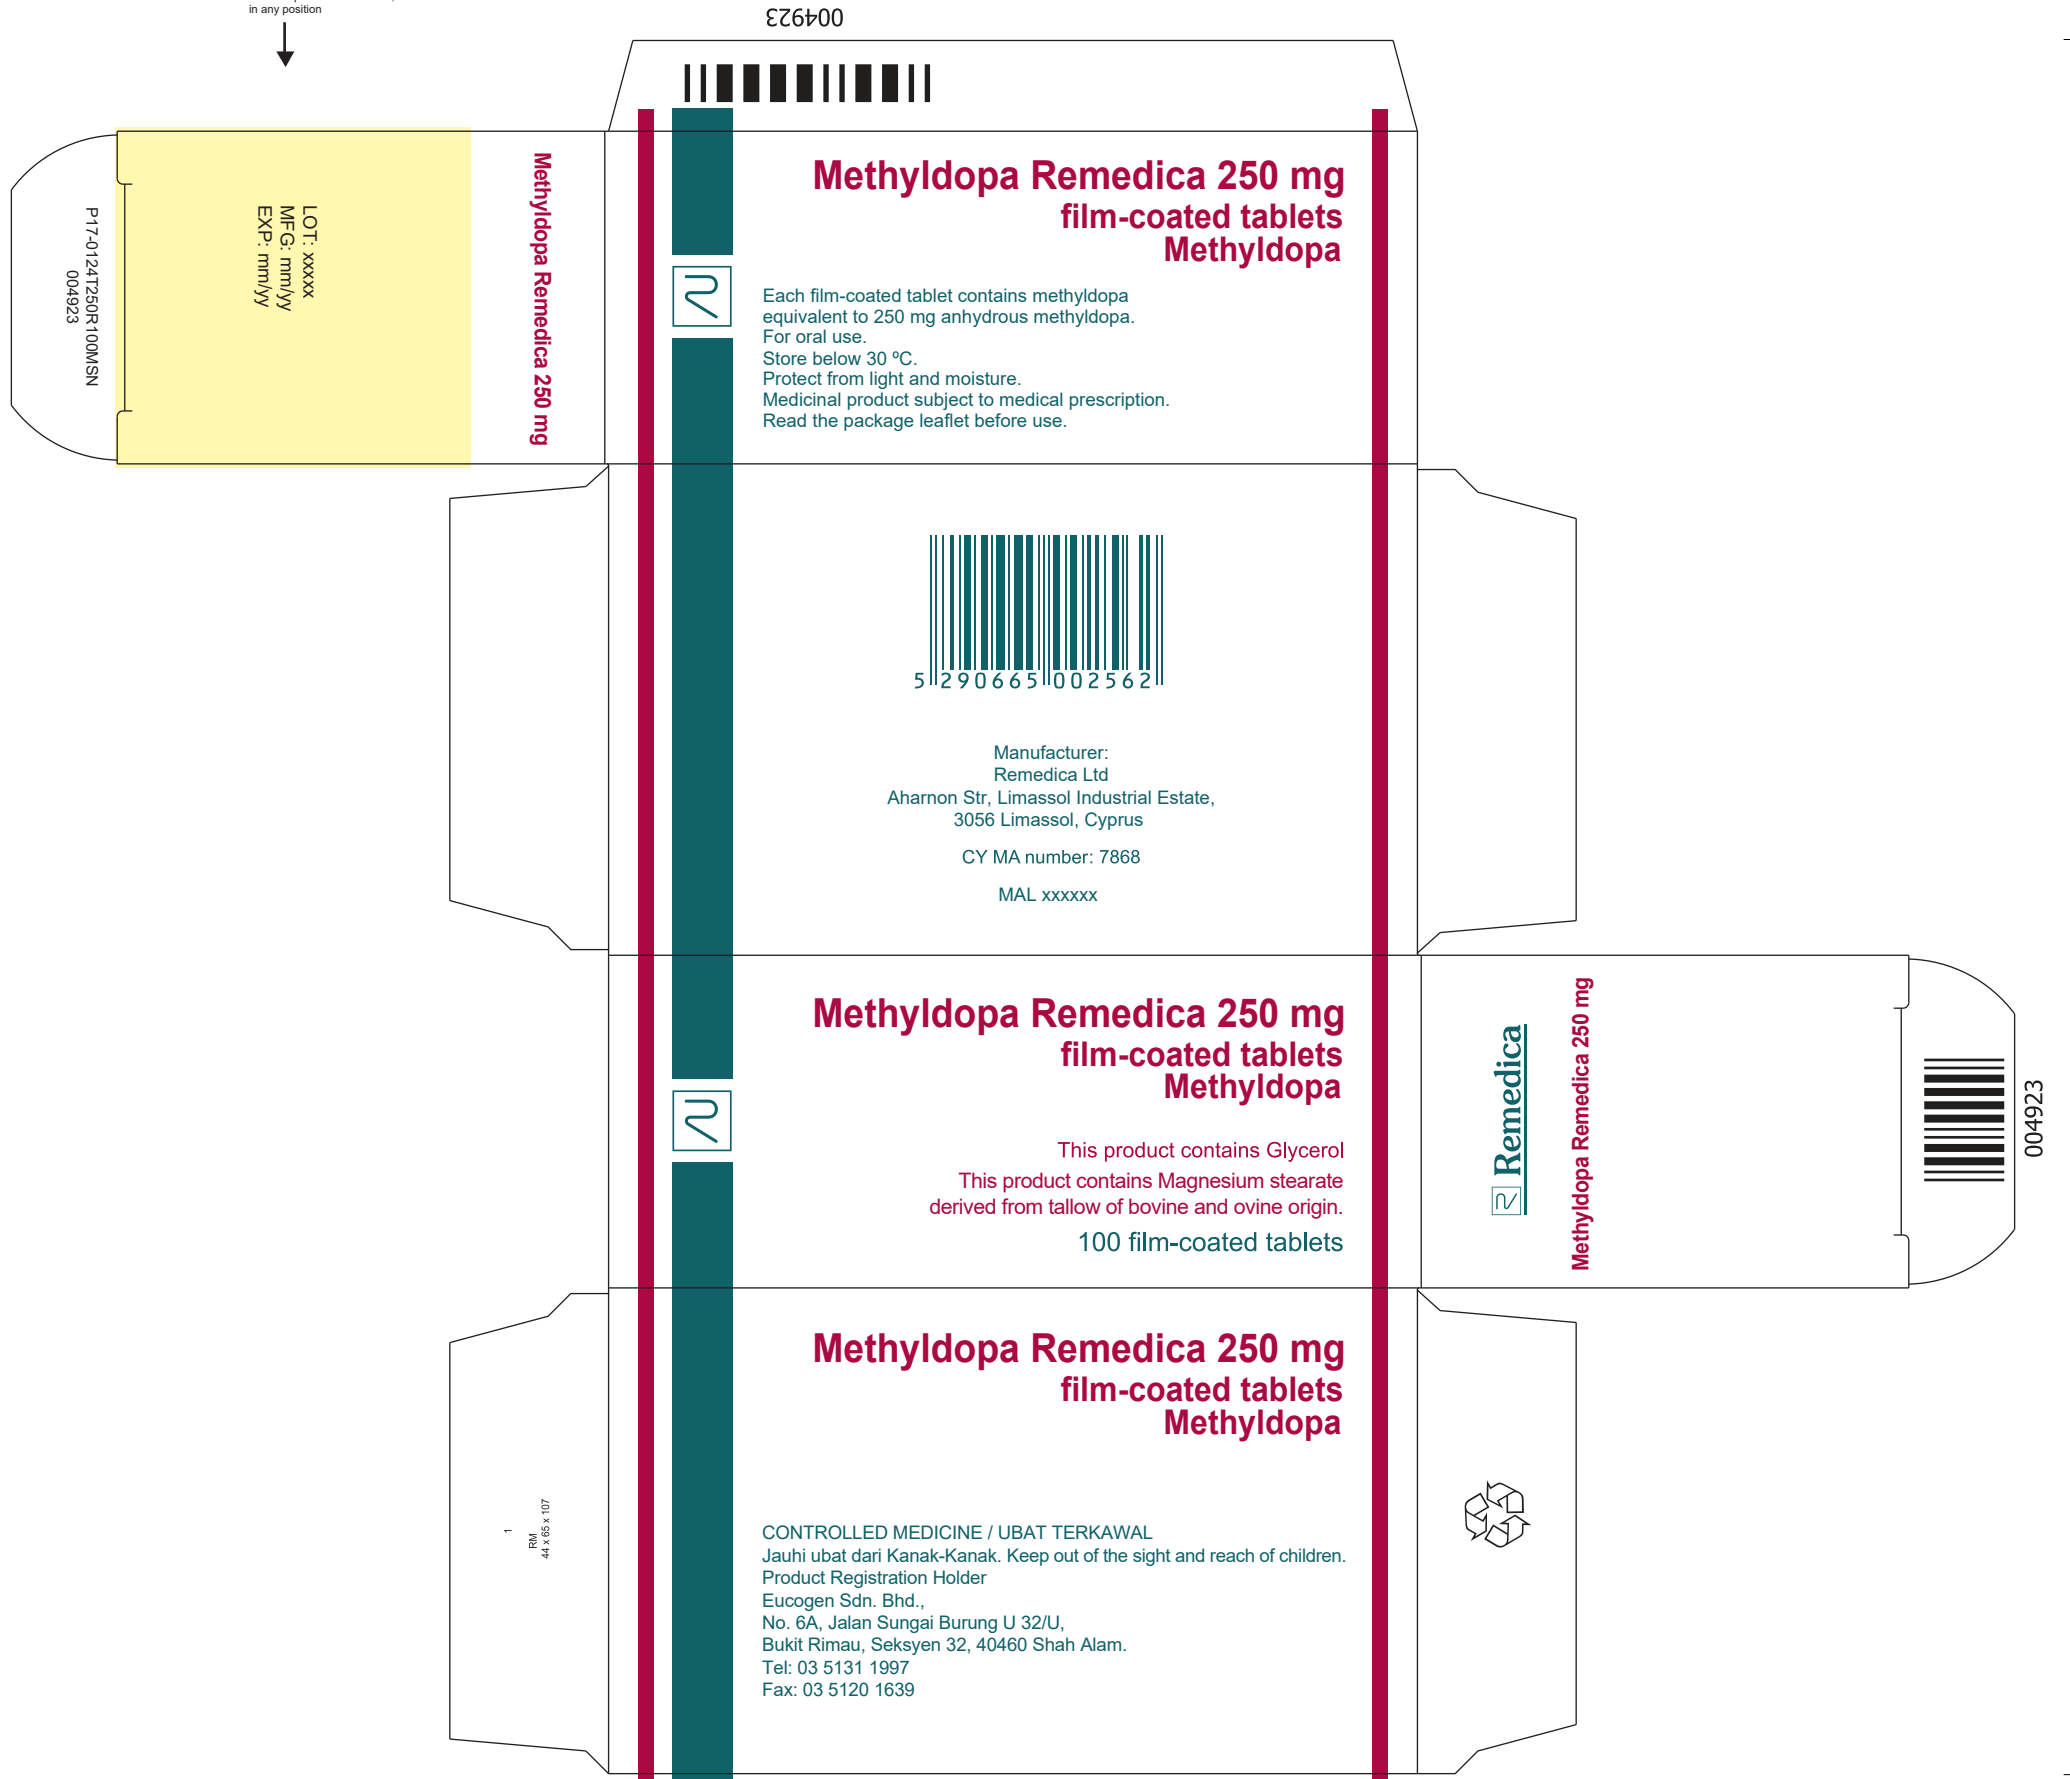 in any position
004923
Methyldopa Remedica 250 mg
film-coated tablets
Methyldopa
Each film-coated tablet contains methyldopa
equivalent to 250 mg anhydrous methyldopa.
For oral use.
Store below 30 ºC.
Protect from light and moisture.
Medicinal product subject to medical prescription.
Read the package leaflet before use.
Methyldopa Remedica 250 mg
LOT: xxxxx
MFG: mm/yy
EXP: mm/yy
P17-0124T250R100MSN
004923
5 290665 002562
Manufacturer:
Remedica Ltd
Aharnon Str, Limassol Industrial Estate,
3056 Limassol, Cyprus
CY MA number: 7868
MAL xxxxxx
Methyldopa Remedica 250 mg
film-coated tablets
Methyldopa
This product contains Glycerol
This product contains Magnesium stearate
derived from tallow of bovine and ovine origin.
100 film-coated tablets
Remedica
Methyldopa Remedica 250 mg
004923
Methyldopa Remedica 250 mg
film-coated tablets
Methyldopa
CONTROLLED MEDICINE / UBAT TERKAWAL
Jauhi ubat dari Kanak-Kanak. Keep out of the sight and reach of children.
Product Registration Holder
Eucogen Sdn. Bhd.,
No. 6A, Jalan Sungai Burung U 32/U,
Bukit Rimau, Seksyen 32, 40460 Shah Alam.
Tel: 03 5131 1997
Fax: 03 5120 1639
1
RM
44 x 65 x 107